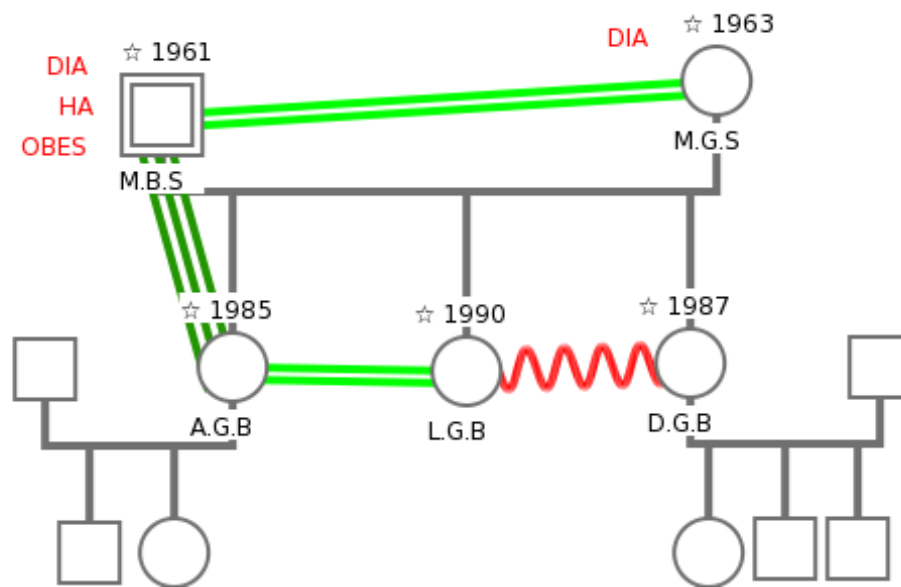 ☆ 1961
☆ 1963
DIA
DIA
HA
OBES
M.B.S
M.G.S
☆ 1985
☆ 1990
☆ 1987
A.G.B
L.G.B
D.G.B